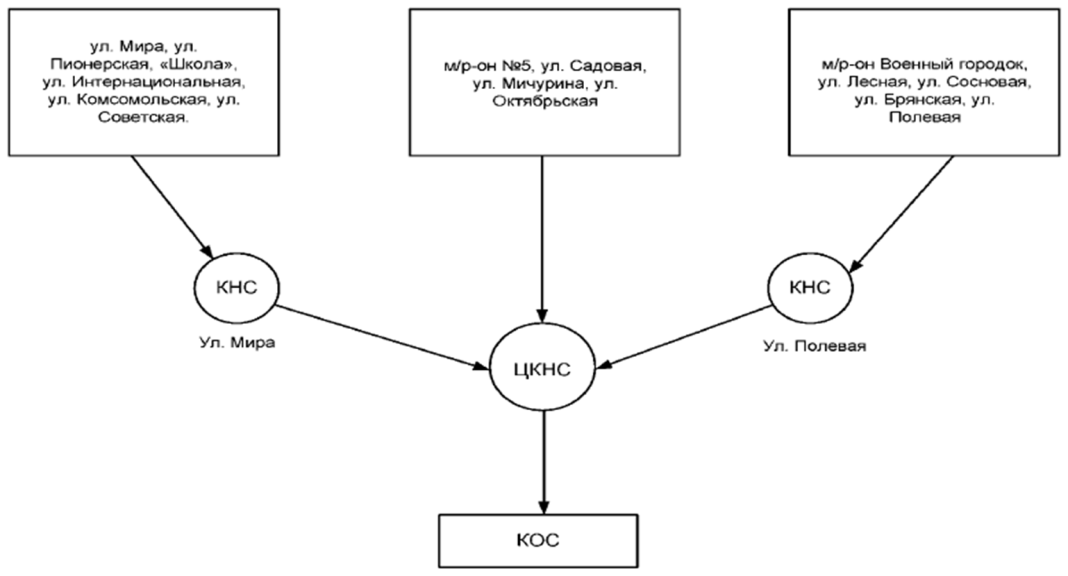 ул. Мира, ул.
Пионерская, «Школа»,
ул. Интернациональная,
ул. Комсомольская, ул.
Советская.
м/р-он №5, ул. Садовая,
ул. Мичурина, ул.
Октябрьская
м/р-он Военный городок,
ул. Лесная, ул. Сосновая,
ул. Брянская, ул.
Полевая
КНС
Ул. Мира
КНС
Ул. Полевая
ЦКНС
КОС